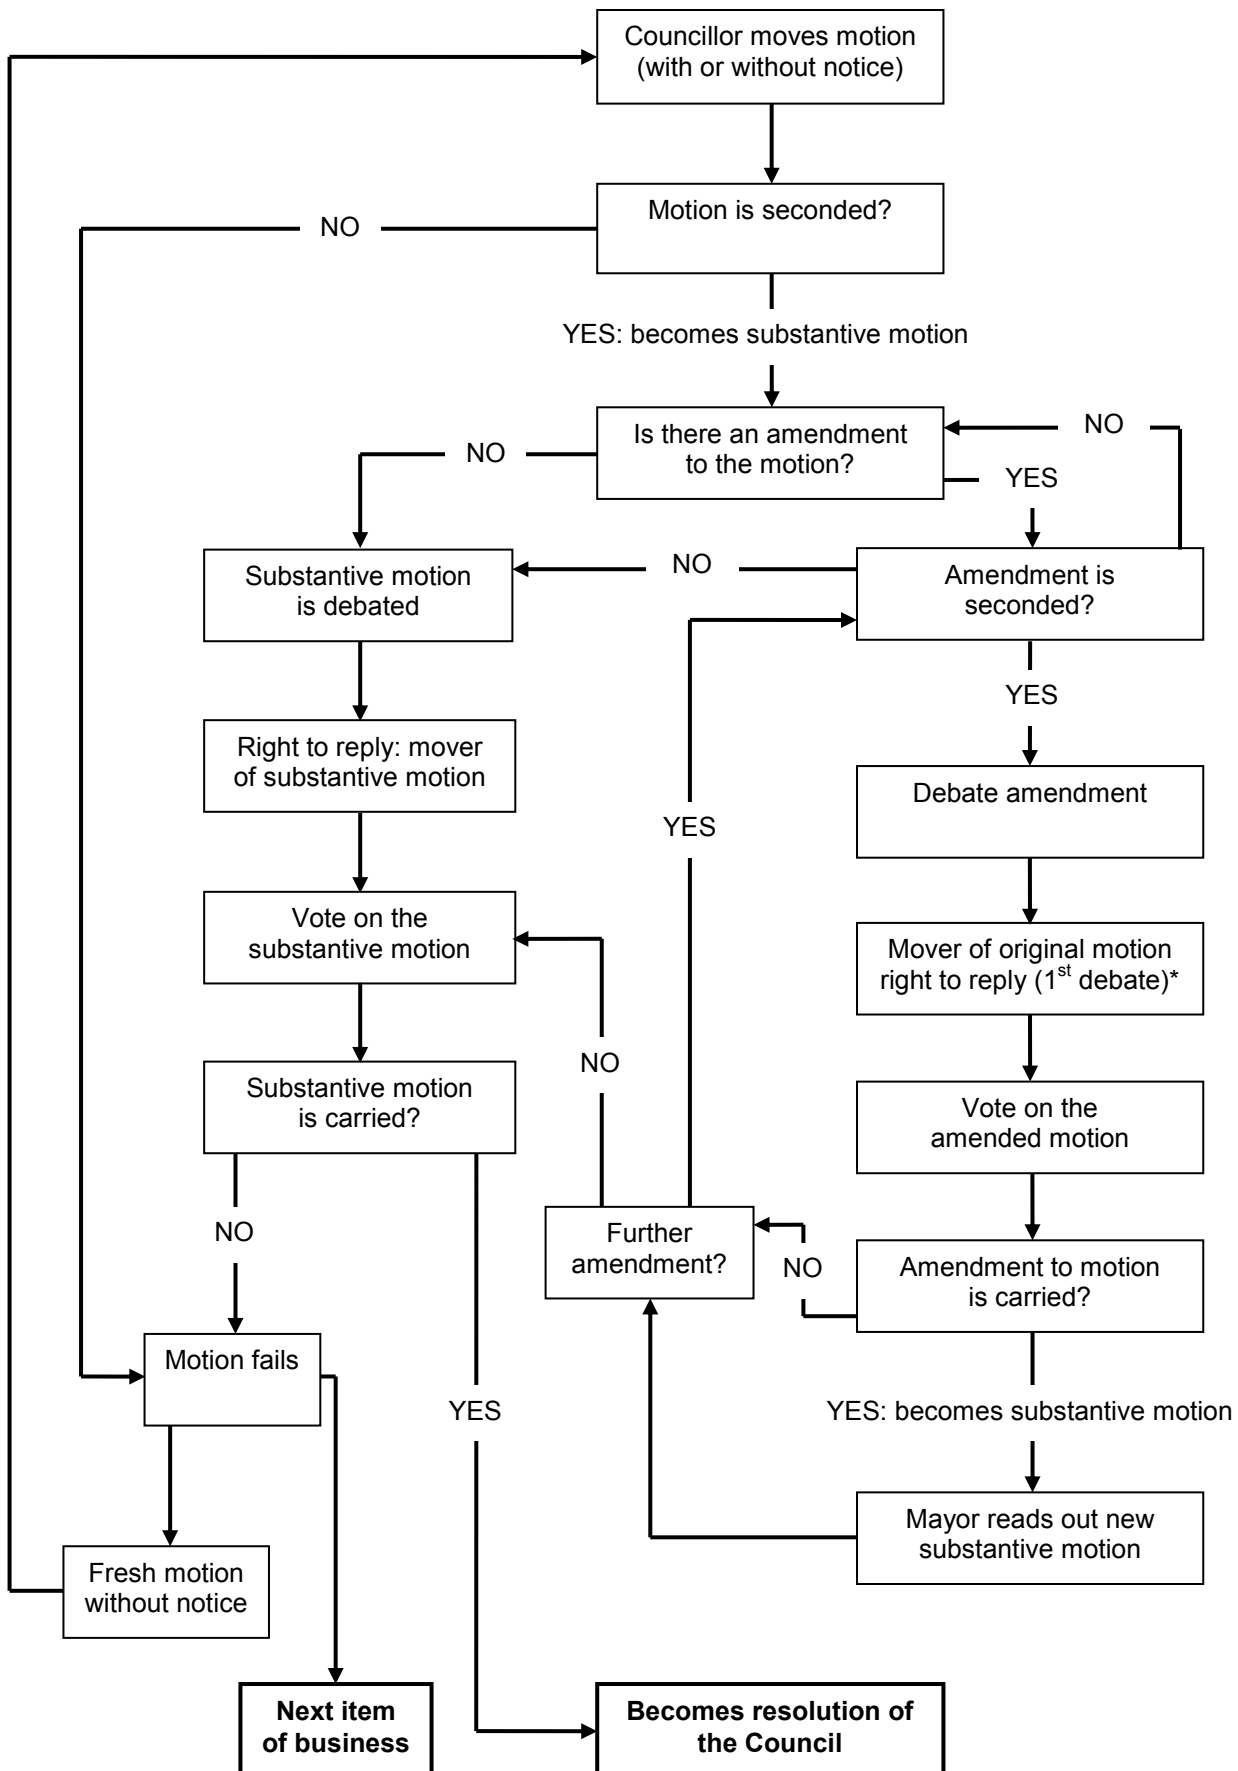 Councillor moves motion
(with or without notice)
Motion is seconded?
NO
YES: becomes substantive motion
Is there an amendment
to the motion?
NO
NO
YES
Substantive motion
is debated
NO
Amendment is
seconded?
YES
Right to reply: mover
of substantive motion
Debate amendment
YES
Vote on the
substantive motion
Mover of original motion
right to reply (1st debate)*
NO
Substantive motion
is carried?
Vote on the
amended motion
NO
Further
amendment?
NO
Amendment to motion
is carried?
Motion fails
YES
YES: becomes substantive motion
Mayor reads out new
substantive motion
Fresh motion
without notice
Next item
of business
Becomes resolution of
the Council